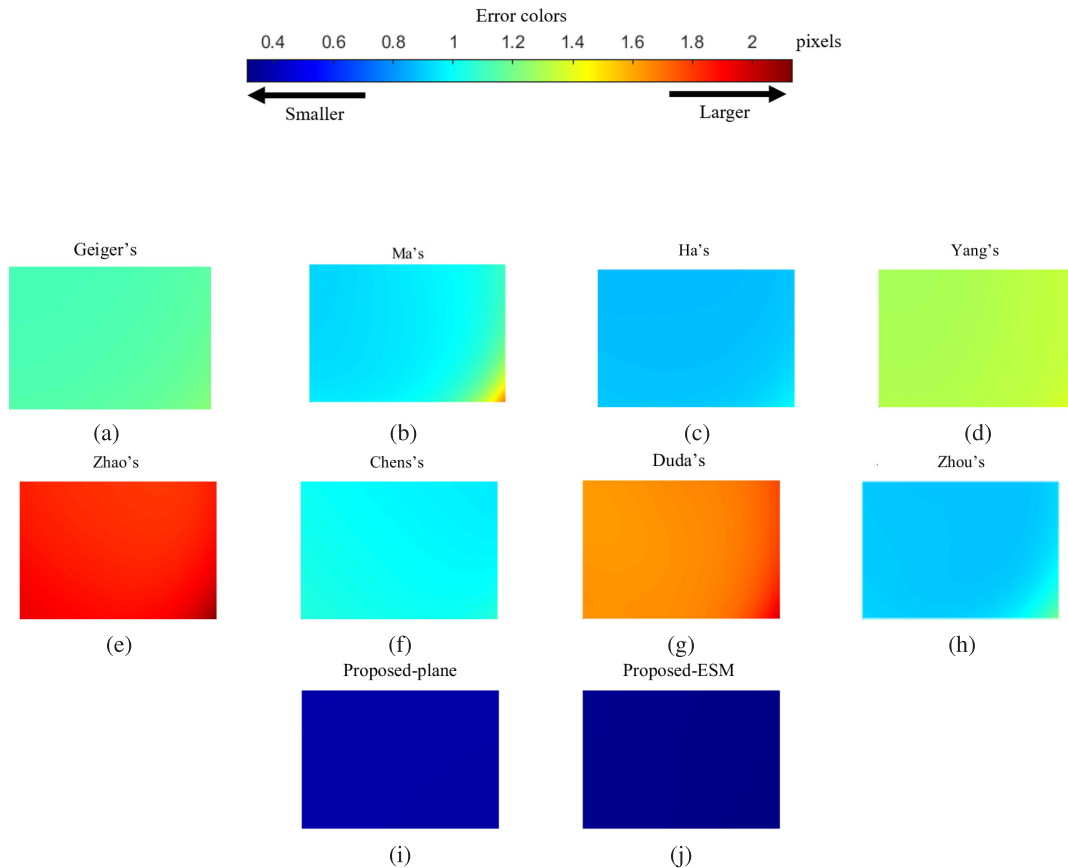 Error colors
0.4 0.6 0.8 1 1.2 1.4 1.6 1.8 2 pixels
Smaller Larger
Geiger's Ma's Ha's Yang's
(a) (b) (c) (d)
Zhao's Chens's Duda's Zhou's
(e) (f) (g) (h)
Proposed-plane Proposed-ESM
(i) (j)